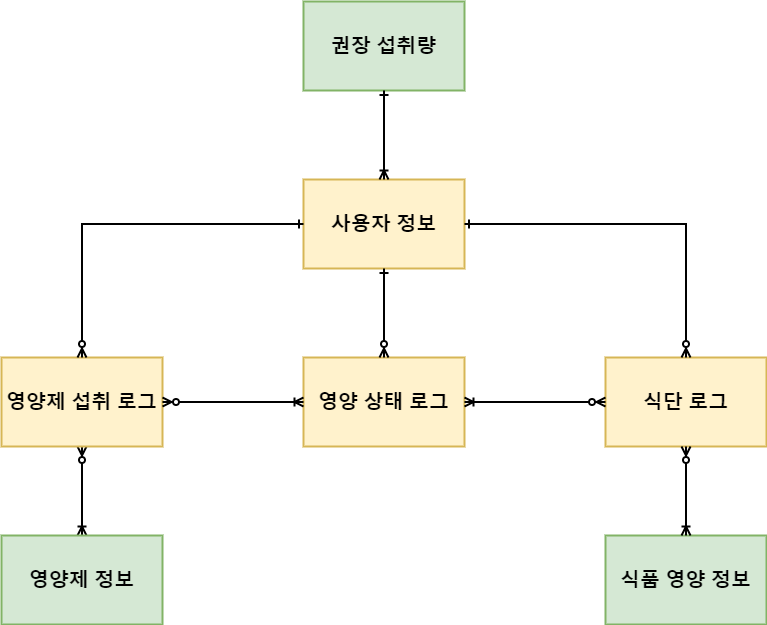 권장 섭취량
사용자 정보
영양제 섭취 로그
영양 상태 로그
식단 로그
영양제 정보
식품 영양 정보